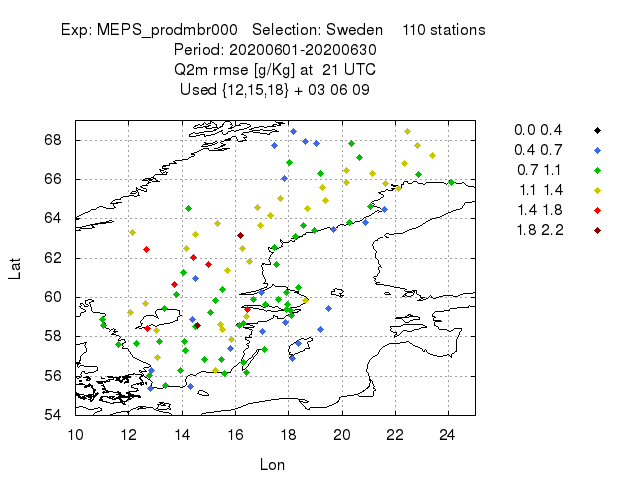 Exp: MEPS_prodmbr000 Selection: Sweden 110 stations
Period: 20200601-20200630
Q2m rmse [g/Kg] at 21 UTC
Used {12,15,18} + 03 06 09
0.0 0.4
0.4 0.7
0.7 1.1
1.1 1.4
1.4 1.8
1.8 2.2
68
66
64
62
60
58
56
54
Lat
10 12 14 16 18 20 22 24
Lon